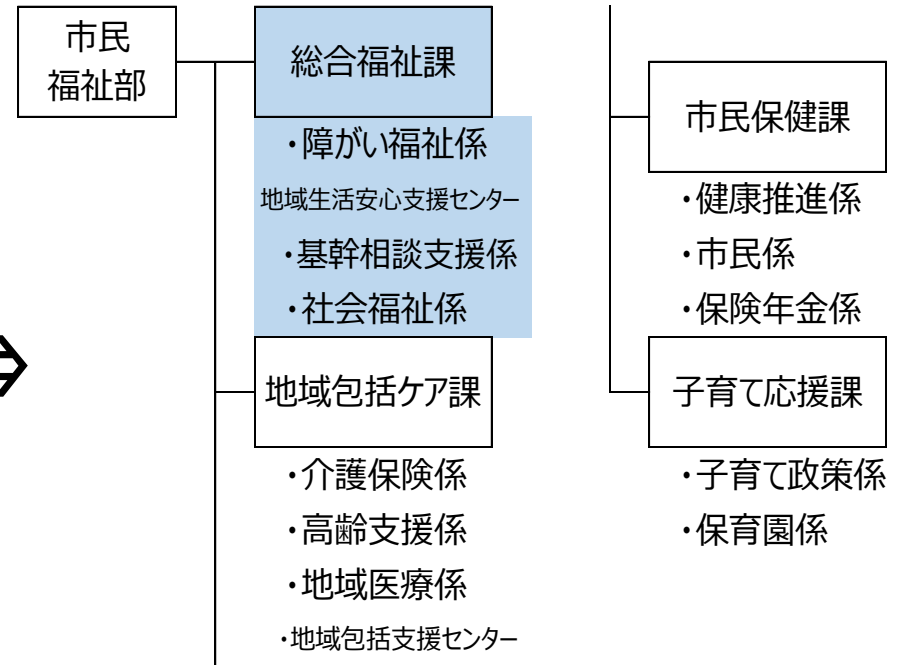 市民
福祉部
総合福祉課
・障がい福祉係
地域生活安心支援センター
・基幹相談支援係
・社会福祉係
地域包括ケア課
・介護保険係
・高齢支援係
・地域医療係
・地域包括支援センター
市民保健課
・健康推進係
・市民係
・保険年金係
子育て応援課
・子育て政策係
・保育園係